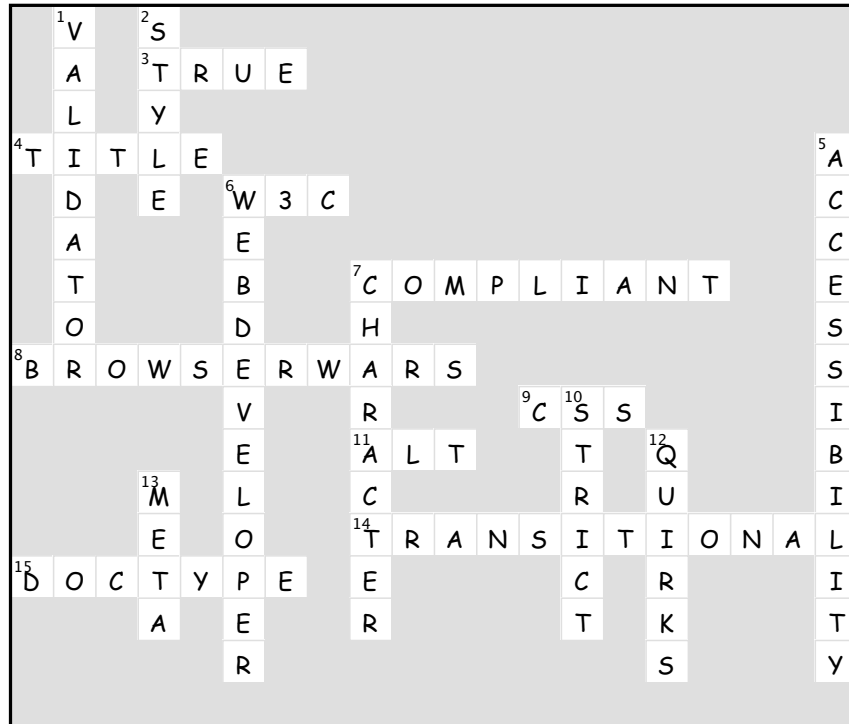 1 V 2 S
A 3 T R U E
L Y
4 T I T L E 5 A
D E 6 W 3 C C
A E C
T B 7 C O M P L I A N T E
O D H S
8 B R O W S E R W A R S S
V R 9 C 10 S S I
E 11 A L T T 12 Q B
13 M L C R U I
E O 14 T R A N S I T I O N A L
15 D O C T Y P E E C R I
A E R T K T
R S Y